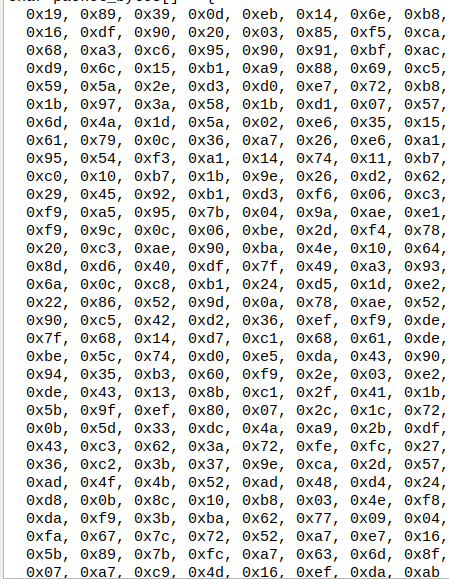 0x19, 0x89, 0x39, 0x0d, 0xeb, 0x14, 0x6e, 0xb8,
0x16, 0xdf, 0x90, 0x20, 0x03, 0x85, 0xf5, 0xca,
0x68, 0xa3, 0xc6, 0x95, 0x90, 0x91, 0xbf, 0xac,
0xd9, 0x6c, 0x15, 0xb1, 0xa9, 0x88, 0x69, 0xc5,
0x59, 0x5a, 0x2e, 0xd3, 0xd0, 0xe7, 0x72, 0xb8,
0x1b, 0x97, 0x3a, 0x58, 0x1b, 0xd1, 0x07, 0x57,
0x6d, 0x4a, 0x1d, 0x5a, 0x02, 0xe6, 0x35, 0x15,
0x61, 0x79, 0x0c, 0x36, 0xa7, 0x26, 0xe6, 0xa1,
0x95, 0x54, 0xf3, 0xa1, 0x14, 0x74, 0x11, 0xb7,
0xc0, 0x10, 0xb7, 0x1b, 0x9e, 0x26, 0xd2, 0x62,
0x29, 0x45, 0x92, 0xb1, 0xd3, 0xf6, 0x06, 0xc3,
0xf9, 0xa5, 0x95, 0x7b, 0x04, 0x9a, 0xae, 0xe1,
0xf9, 0x9c, 0x0c, 0x06, 0xbe, 0x2d, 0xf4, 0x78,
0x20, 0xc3, 0xae, 0x90, 0xba, 0x4e, 0x10, 0x64,
0x8d, 0xd6, 0x40, 0xdf, 0x7f, 0x49, 0xa3, 0x93,
0x6a, 0x0c, 0xc8, 0xb1, 0x24, 0xd5, 0x1d, 0xe2,
0x22, 0x86, 0x52, 0x9d, 0x0a, 0x78, 0xae, 0x52,
0x90, 0xc5, 0x42, 0xd2, 0x36, 0xef, 0xf9, 0xde,
0x7f, 0x68, 0x14, 0xd7, 0xc1, 0x68, 0x61, 0xde,
0xbe, 0x5c, 0x74, 0xd0, 0xe5, 0xda, 0x43, 0x90,
0x94, 0x35, 0xb3, 0x60, 0xf9, 0x2e, 0x03, 0xe2,
0xde, 0x43, 0x13, 0x8b, 0xc1, 0x2f, 0x41, 0x1b,
0x5b, 0x9f, 0xef, 0x80, 0x07, 0x2c, 0x1c, 0x72,
0x0b, 0x5d, 0x33, 0xdc, 0x4a, 0xa9, 0x2b, 0xdf,
0x43, 0xc3, 0x62, 0x3a, 0x72, 0xfe, 0xfc, 0x27,
0x36, 0xc2, 0x3b, 0x37, 0x9e, 0xca, 0x2d, 0x57,
0xad, 0x4f, 0x4b, 0x52, 0xad, 0x48, 0xd4, 0x24,
0xd8, 0x0b, 0x8c, 0x10, 0xb8, 0x03, 0x4e, 0xf8,
0xda, 0xf9, 0x3b, 0xba, 0x62, 0x77, 0x09, 0x04,
0xfa, 0x67, 0x7c, 0x72, 0x52, 0xa7, 0xe7, 0x16,
0x5b, 0x89, 0x7b, 0xfc, 0xa7, 0x63, 0x6d, 0x8f,
0x07, 0xa7, 0xc9, 0x4d, 0x16, 0xef, 0xda, 0xab